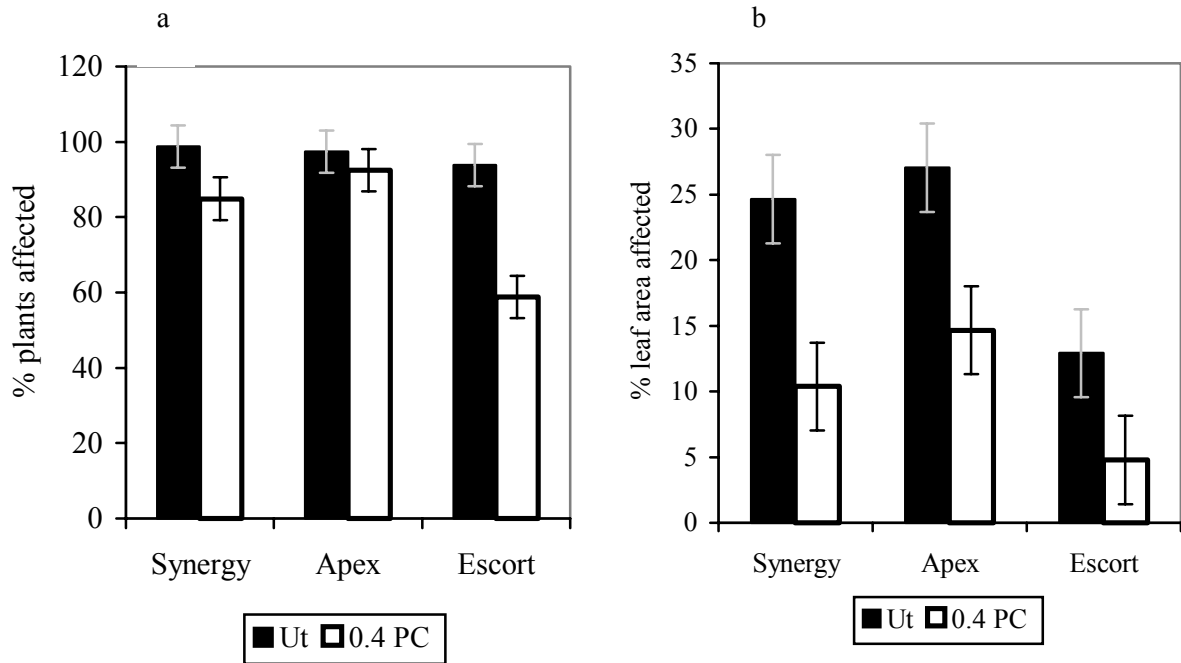 a
120
100
80
60
40
20
0
% plants affected
Synergy Apex Escort
Ut 0.4 PC
b
35
30
25
20
15
10
5
0
% leaf area affected
Synergy Apex Escort
Ut 0.4 PC